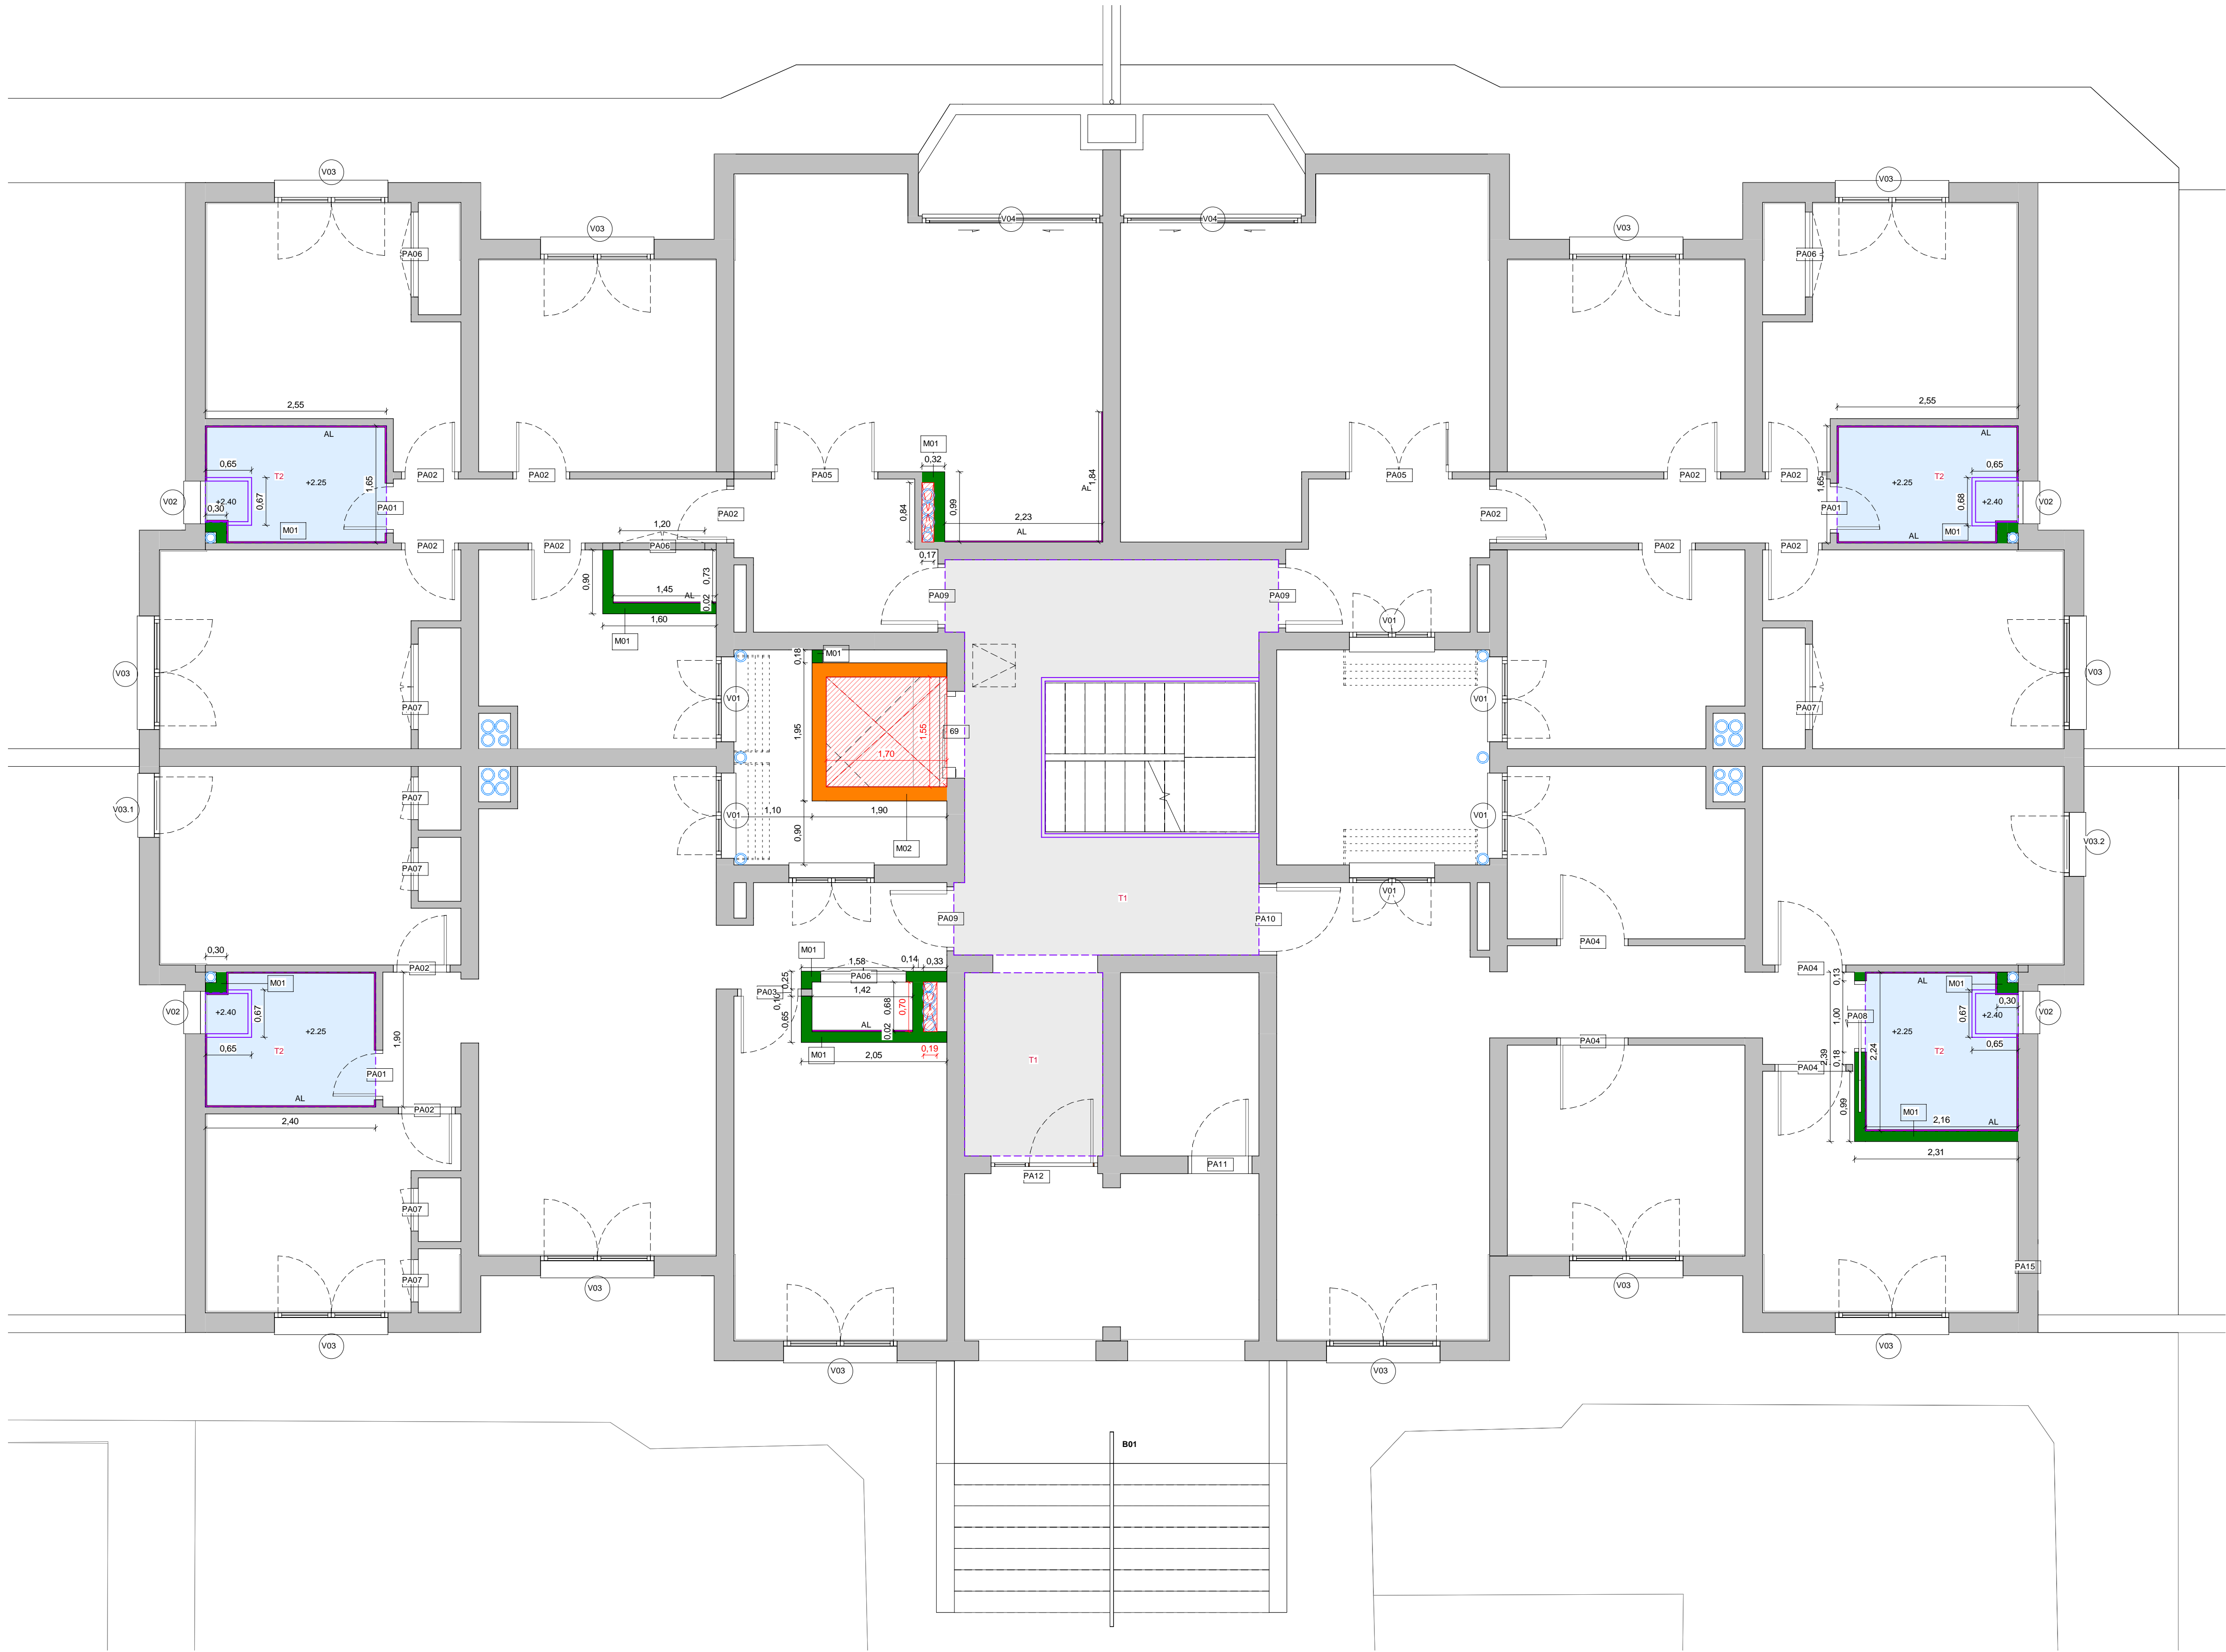 V03
V03
V03
V03
V04
V04
PA06
PA06
2,55
2,55
AL
AL
M01
0,32
0,65
T2
+2.25
1,65
PA02
PA02
PA05
0,84
0,99
AL
1,84
PA05
PA02
PA02
1,65
+2.25
T2
0,65
V02
+2.40
0,30
0,67
PA01
M01
PA02
1,20
2,23
AL
PA02
PA01
0,68
+2.40
V02
M01
AL
PA02
PA02
PA06
0,17
PA02
PA02
0,90
1,45
0,73
AL
0,02
PA09
PA09
1,60
M01
V01
0,18
M01
V03
PA07
V01
1,95
1,55
1,70
69
V01
PA07
V03
PA07
V03.1
V01
1,10
1,90
0,90
M02
V01
V03.2
PA07
V01
T1
PA09
PA10
0,30
PA02
M01
M01
1,58
0,14
0,33
PA06
PA04
PA04
0,13
AL
M01
0,30
V02
+2.40
0,67
+2.25
0,65
T2
1,90
PA01
AL
PA02
2,40
PA03
0,25
0,10
0,65
1,42
0,68
0,70
AL
0,02
M01
0,19
2,05
T1
PA04
PA08
1,00
+2.25
0,67
+2.40
V02
T2
0,65
2,24
2,39
0,18
PA04
0,99
M01
2,16
AL
2,31
PA12
PA11
PA07
PA07
PA15
V03
V03
V03
V03
V03
V03
B01